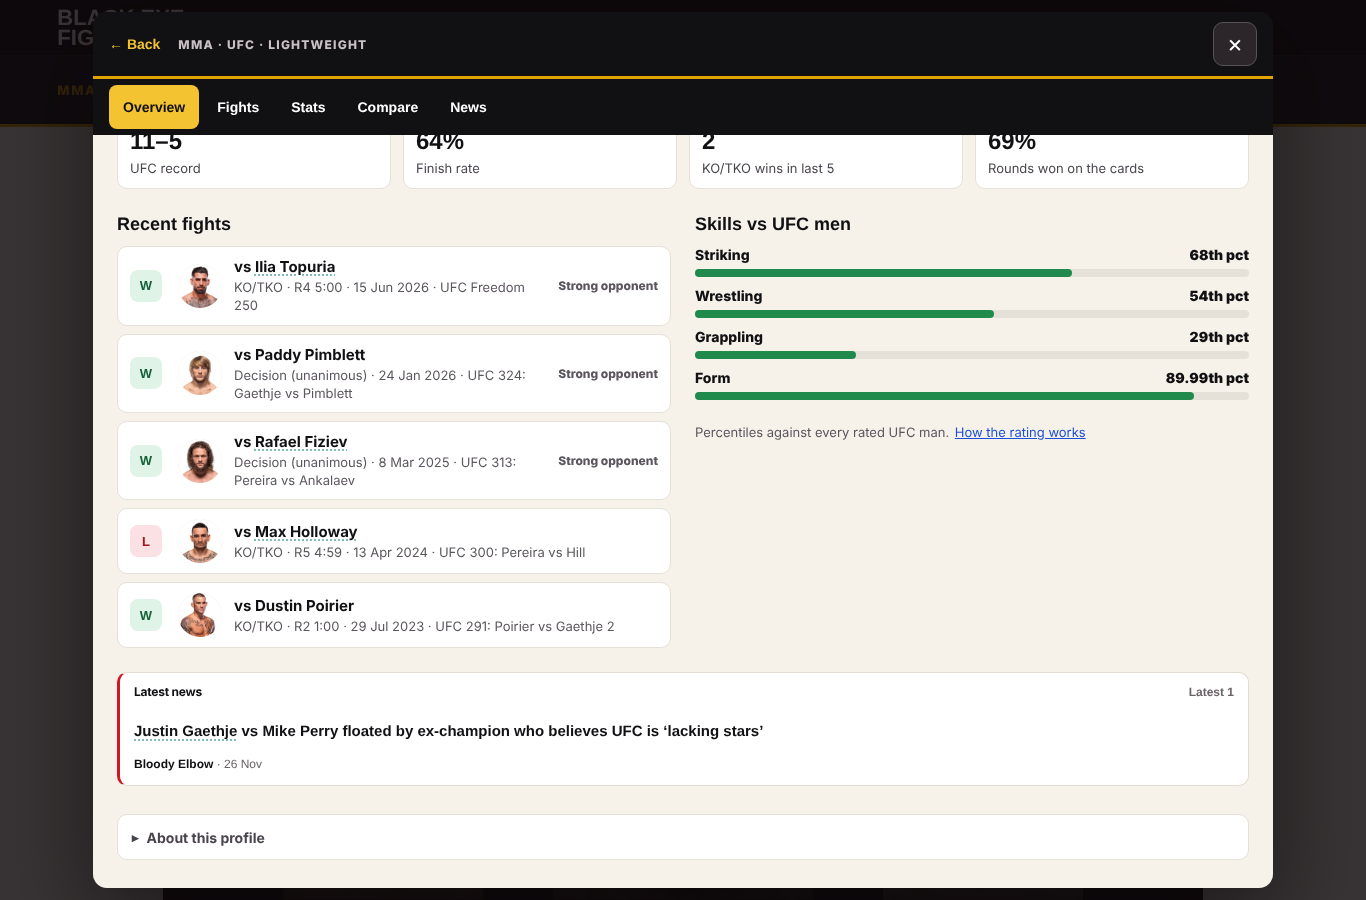 BLACK EYE
FIG
MMA
← Back
MMA · UFC · LIGHTWEIGHT
×
Overview
Fights
Stats
Compare
News
11–5
UFC record
64%
Finish rate
2
KO/TKO wins in last 5
69%
Rounds won on the cards
Recent fights
W
vs Ilia Topuria
KO/TKO · R4 5:00 · 15 Jun 2026 · UFC Freedom
250
Strong opponent
W
vs Paddy Pimblett
Decision (unanimous) · 24 Jan 2026 · UFC 324:
Gaethje vs Pimblett
Strong opponent
W
vs Rafael Fiziev
Decision (unanimous) · 8 Mar 2025 · UFC 313:
Pereira vs Ankalaev
Strong opponent
L
vs Max Holloway
KO/TKO · R5 4:59 · 13 Apr 2024 · UFC 300: Pereira vs Hill
W
vs Dustin Poirier
KO/TKO · R2 1:00 · 29 Jul 2023 · UFC 291: Poirier vs Gaethje 2
Skills vs UFC men
Striking 68th pct
Wrestling 54th pct
Grappling 29th pct
Form 89.99th pct
Percentiles against every rated UFC man. How the rating works
Latest news
Latest 1
Justin Gaethje vs Mike Perry floated by ex-champion who believes UFC is ‘lacking stars’
Bloody Elbow · 26 Nov
▸ About this profile